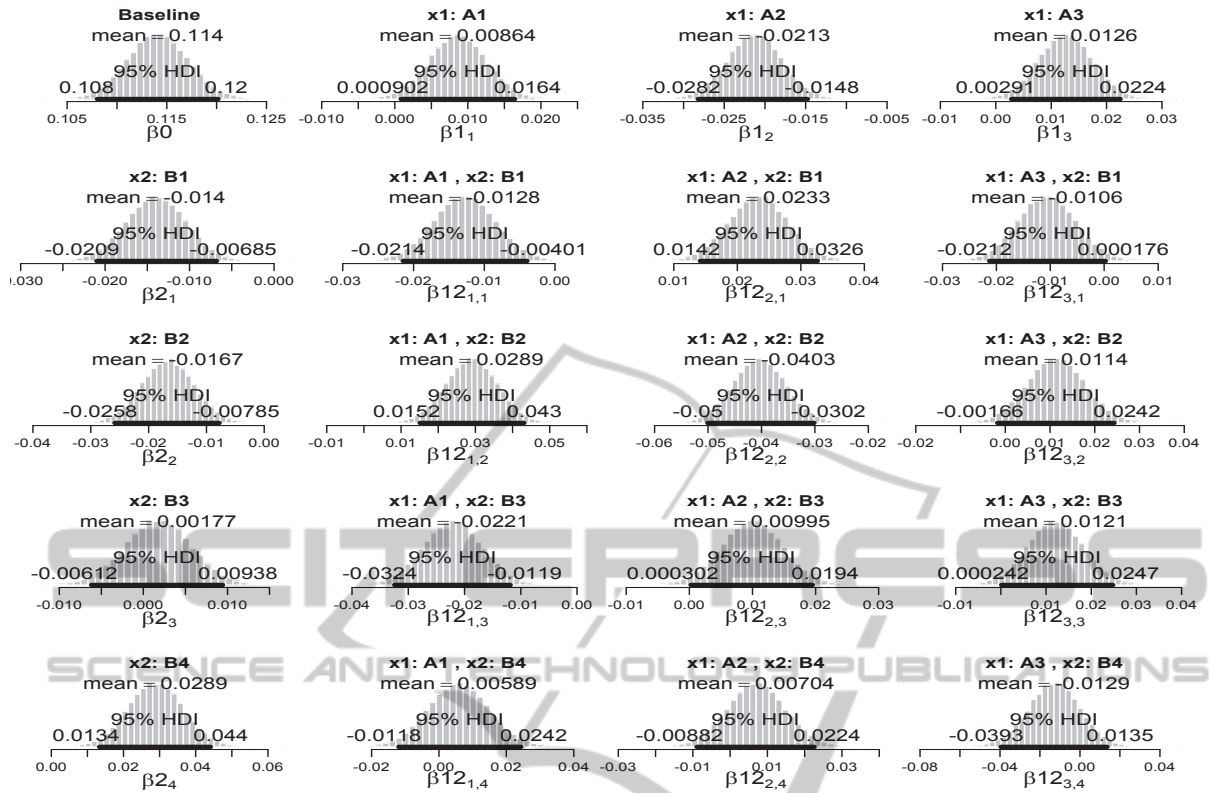 Baseline
mean = 0.114
95% HDI
0.108 0.12
0.105 0.115 0.125
β0
x1: A1
mean = 0.00864
95% HDI
0.000902 0.0164
-0.010 0.000 0.010 0.020
β1₁
x1: A2
mean = -0.0213
95% HDI
-0.0282 -0.0148
-0.035 -0.025 -0.015 -0.005
β1₂
x1: A3
mean = 0.0126
95% HDI
0.00291 0.0224
-0.01 0.00 0.01 0.02 0.03
β1₃
x2: B1
mean = -0.014
95% HDI
-0.0209 -0.00685
-0.030 -0.020 -0.010 0.000
β2₁
x1: A1 , x2: B1
mean = -0.0128
95% HDI
-0.0214 -0.00401
-0.03 -0.02 -0.01 0.00
β12₁,₁
x1: A2 , x2: B1
mean = 0.0233
95% HDI
0.0142 0.0326
0.01 0.02 0.03 0.04
β12₂,₁
x1: A3 , x2: B1
mean = -0.0106
95% HDI
-0.0212 0.000176
-0.03 -0.02 -0.01 0.00 0.01
β12₃,₁
x2: B2
mean = -0.0167
95% HDI
-0.0258 -0.00785
-0.04 -0.03 -0.02 -0.01 0.00
β2₂
x1: A1 , x2: B2
mean = 0.0289
95% HDI
0.0152 0.043
-0.01 0.01 0.03 0.05
β12₁,₂
x1: A2 , x2: B2
mean = -0.0403
95% HDI
-0.05 -0.0302
-0.06 -0.05 -0.04 -0.03 -0.02
β12₂,₂
x1: A3 , x2: B2
mean = 0.0114
95% HDI
-0.00166 0.0242
-0.02 0.00 0.01 0.02 0.03 0.04
β12₃,₂
x2: B3
mean = 0.00177
95% HDI
-0.00612 0.00938
-0.010 0.000 0.010
β2₃
x1: A1 , x2: B3
mean = -0.0221
95% HDI
-0.0324 -0.0119
-0.04 -0.03 -0.02 -0.01 0.00
β12₁,₃
x1: A2 , x2: B3
mean = 0.00995
95% HDI
0.000302 0.0194
-0.01 0.00 0.01 0.02 0.03
β12₂,₃
x1: A3 , x2: B3
mean = 0.0121
95% HDI
0.000242 0.0247
-0.01 0.01 0.02 0.03 0.04
β12₃,₃
SCITEPRESS
SCIENCE AND TECHNOLOGY PUBLICATIONS
x2: B4
mean = 0.0289
95% HDI
0.0134 0.044
0.00 0.02 0.04 0.06
β2₄
x1: A1 , x2: B4
mean = 0.00589
95% HDI
-0.0118 0.0242
-0.02 0.00 0.02 0.04
β12₁,₄
x1: A2 , x2: B4
mean = 0.00704
95% HDI
-0.00882 0.0224
-0.03 -0.01 0.01 0.03
β12₂,₄
x1: A3 , x2: B4
mean = -0.0129
95% HDI
-0.0393 0.0135
-0.08 -0.04 0.00 0.04
β12₃,₄